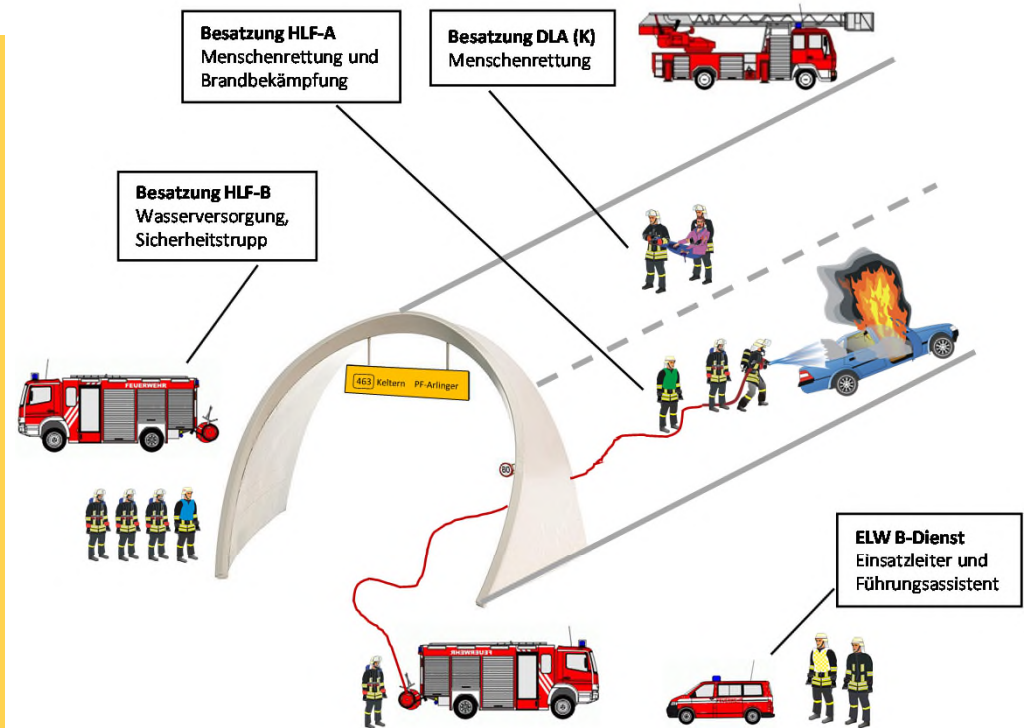 Besatzung HLF-A
Menschenrettung und
Brandbekämpfung
Besatzung DLA (K)
Menschenrettung
Besatzung HLF-B
Wasserversorgung,
Sicherheitstrupp
FEUERWEHR
463 Keltern PF-Arlinger
80
ELW B-Dienst
Einsatzleiter und
Führungsassistent
FEUERWEHR